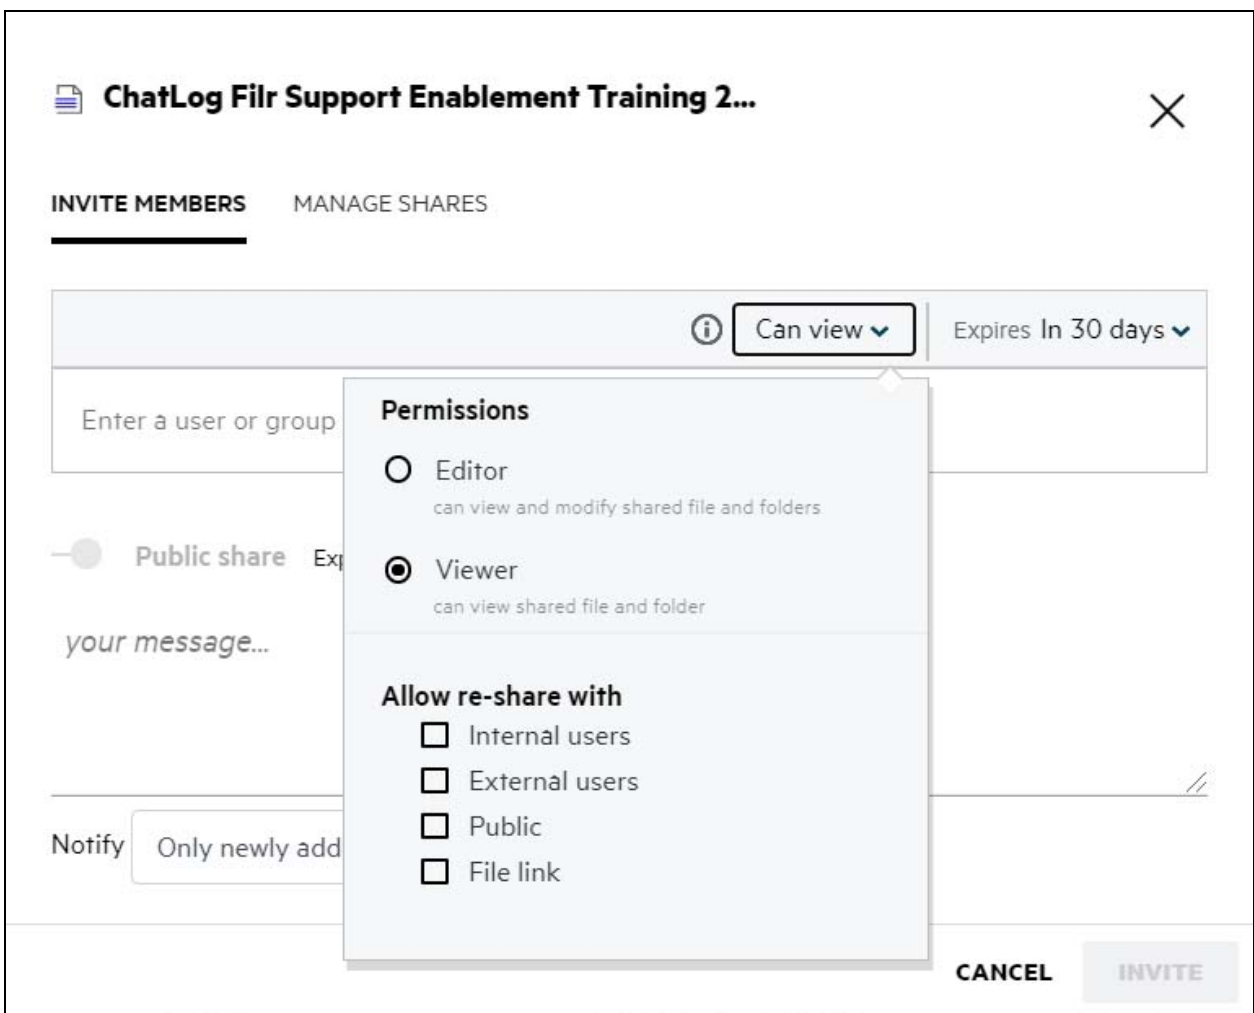 ChatLog Filr Support Enablement Training 2...
INVITE MEMBERS MANAGE SHARES
Can view Expires In 30 days
Enter a user or group
Permissions
Editor
can view and modify shared file and folders
Public share
Viewer
can view shared file and folder
your message...
Allow re-share with
Internal users
External users
Public
File link
Notify Only newly add
CANCEL INVITE